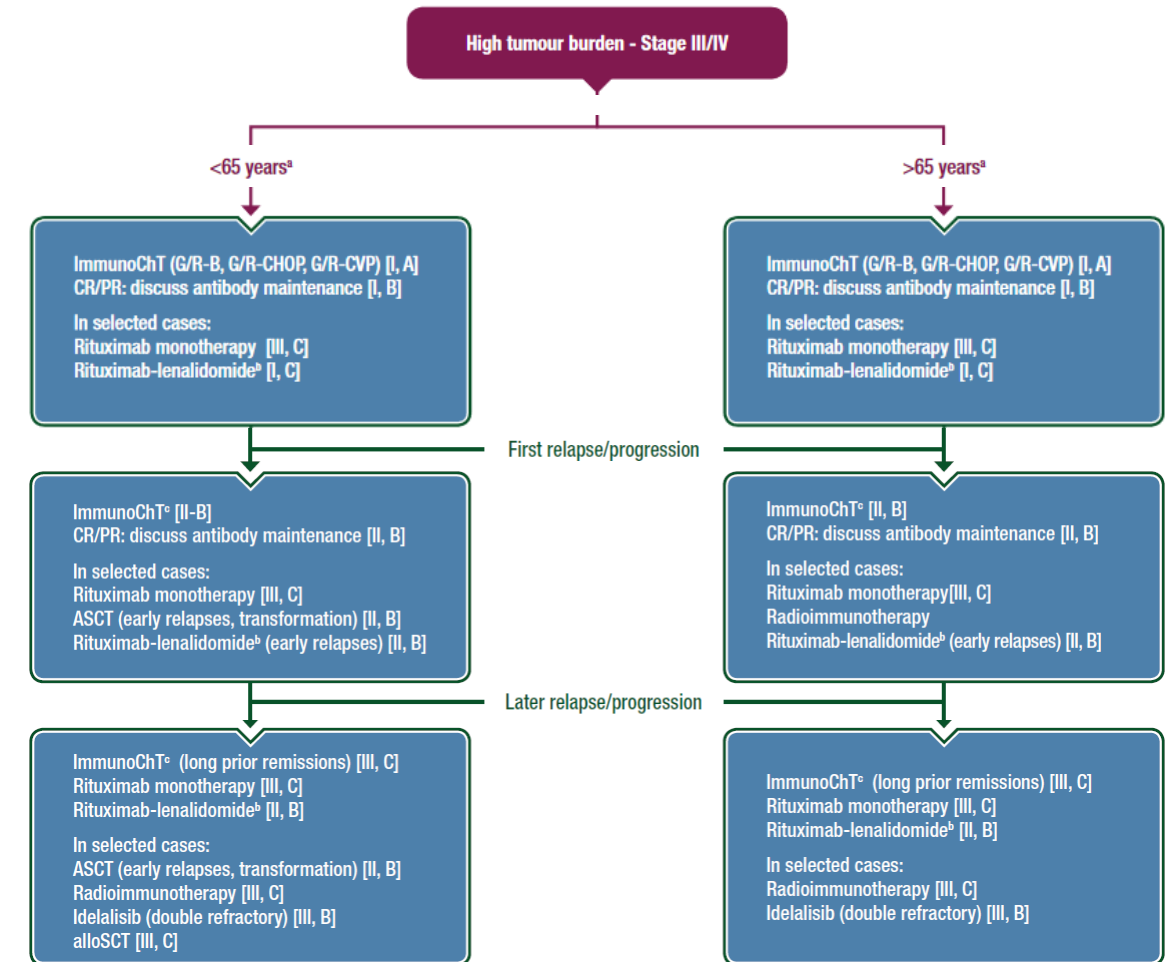 High tumour burden - Stage III/IV
<65 yearsᵃ
>65 yearsᵃ
ImmunoChT (G/R-B, G/R-CHOP, G/R-CVP) [I, A]
CR/PR: discuss antibody maintenance [I, B]
In selected cases:
Rituximab monotherapy [III, C]
Rituximab-lenalidomideᵇ [I, C]
ImmunoChT (G/R-B, G/R-CHOP, G/R-CVP) [I, A]
CR/PR: discuss antibody maintenance [I, B]
In selected cases:
Rituximab monotherapy [III, C]
Rituximab-lenalidomideᵇ [I, C]
First relapse/progression
ImmunoChTᶜ [II-B]
CR/PR: discuss antibody maintenance [II, B]
In selected cases:
Rituximab monotherapy [III, C]
ASCT (early relapses, transformation) [II, B]
Rituximab-lenalidomideᵇ (early relapses) [II, B]
ImmunoChTᶜ [II, B]
CR/PR: discuss antibody maintenance [II, B]
In selected cases:
Rituximab monotherapy[III, C]
Radioimmunotherapy
Rituximab-lenalidomideᵇ (early relapses) [II, B]
Later relapse/progression
ImmunoChTᶜ (long prior remissions) [III, C]
Rituximab monotherapy [III, C]
Rituximab-lenalidomideᵇ [II, B]
In selected cases:
ASCT (early relapses, transformation) [II, B]
Radioimmunotherapy [III, C]
Idelalisib (double refractory) [III, B]
alloSCT [III, C]
ImmunoChTᶜ (long prior remissions) [III, C]
Rituximab monotherapy [III, C]
Rituximab-lenalidomideᵇ [II, B]
In selected cases:
Radioimmunotherapy [III, C]
Idelalisib (double refractory) [III, B]